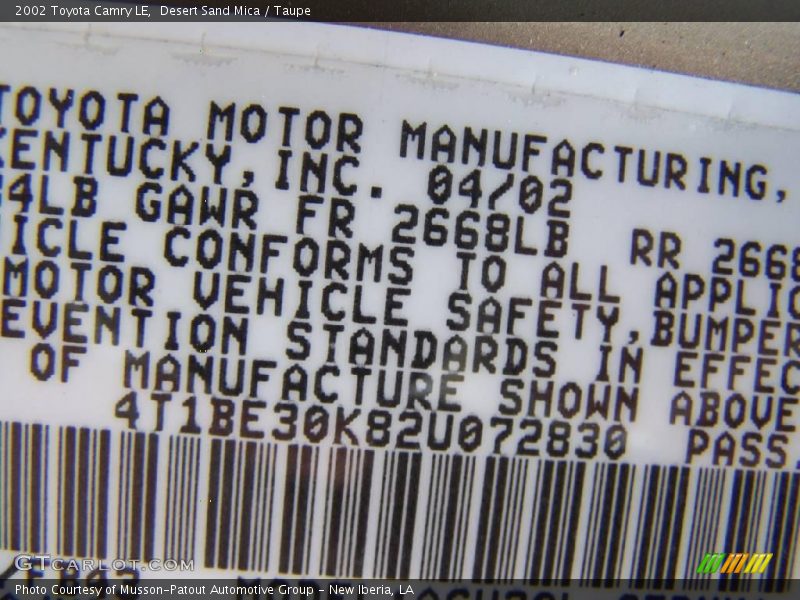 2002 Toyota Camry LE, Desert Sand Mica / Taupe
TOYOTA MOTOR MANUFACTURING,
KENTUCKY, INC. 04/02
4LB GAWR FR 2668LB RR 2668
ICLE CONFORMS TO ALL APPLIC
MOTOR VEHICLE SAFETY, BUMPER
EVENTION STANDARDS IN EFFEC
OF MANUFACTURE SHOWN ABOVE
4T1BE30K82U072830 PASS.
GTCarLot.com
Photo Courtesy of Musson-Patout Automotive Group - New Iberia, LA